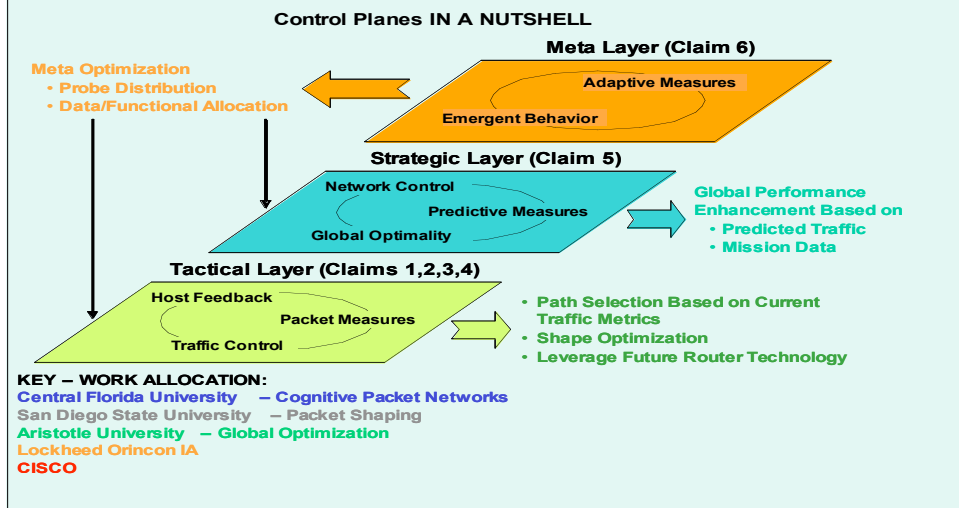 Control Planes IN A NUTSHELL
Meta Layer (Claim 6)
Meta Optimization
• Probe Distribution
• Data/Functional Allocation
Adaptive Measures
Emergent Behavior
Strategic Layer (Claim 5)
Network Control
Predictive Measures
Global Optimality
Global Performance
Enhancement Based on
• Predicted Traffic
• Mission Data
Tactical Layer (Claims 1,2,3,4)
Host Feedback
Packet Measures
Traffic Control
• Path Selection Based on Current
Traffic Metrics
• Shape Optimization
• Leverage Future Router Technology
KEY – WORK ALLOCATION:
Central Florida University – Cognitive Packet Networks
San Diego State University – Packet Shaping
Aristotle University – Global Optimization
Lockheed Orincon IA
CISCO